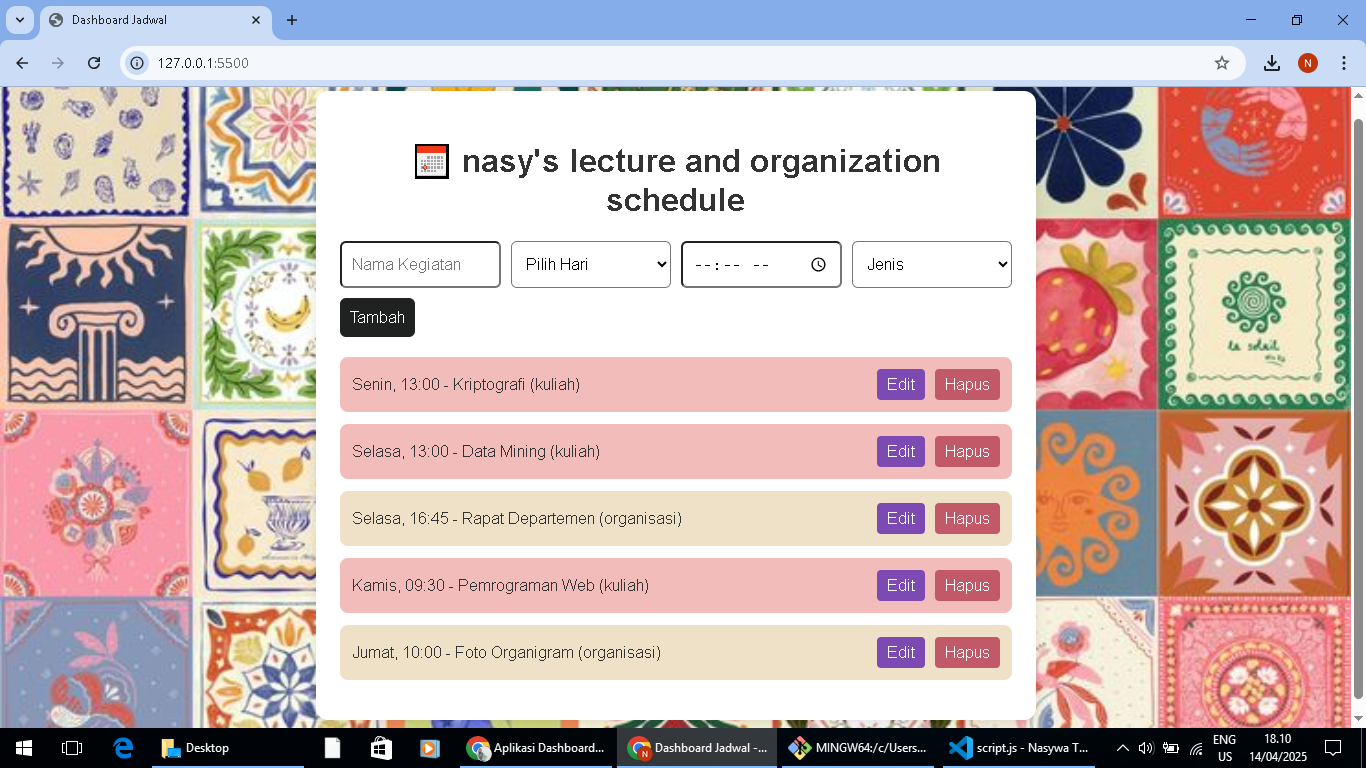 Dashboard Jadwal
127.0.0.1:5500
N
nasy's lecture and organization
schedule
Nama Kegiatan
Pilih Hari
--:-- --
Jenis
Tambah
Senin, 13:00 - Kriptografi (kuliah)
Edit
Hapus
Selasa, 13:00 - Data Mining (kuliah)
Edit
Hapus
Selasa, 16:45 - Rapat Departemen (organisasi)
Edit
Hapus
Kamis, 09:30 - Pemrograman Web (kuliah)
Edit
Hapus
Jumat, 10:00 - Foto Organigram (organisasi)
Edit
Hapus
le soleil
Desktop
Aplikasi Dashboard...
Dashboard Jadwal -...
MINGW64:/c/Users...
script.js - Nasywa T...
ENG
US
18.10
14/04/2025